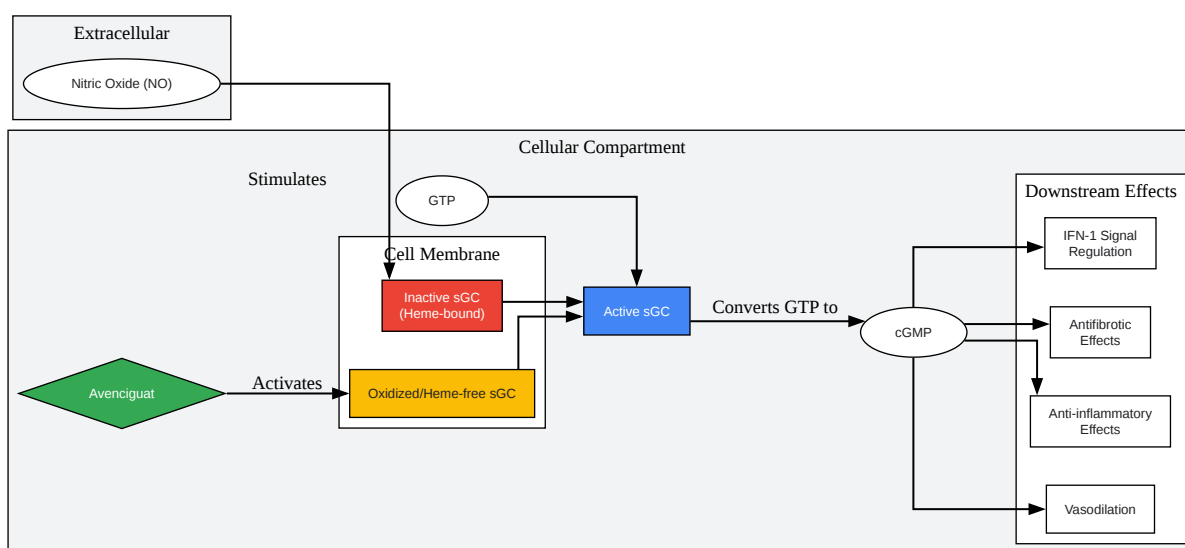 Extracellular
Nitric Oxide (NO)
Cellular Compartment
Stimulates
GTP
Cell Membrane
Inactive sGC
(Heme-bound)
Active sGC
Converts GTP to
cGMP
Avenciguat
Activates
Oxidized/Heme-free sGC
Downstream Effects
IFN-1 Signal
Regulation
Antifibrotic
Effects
Anti-inflammatory
Effects
Vasodilation